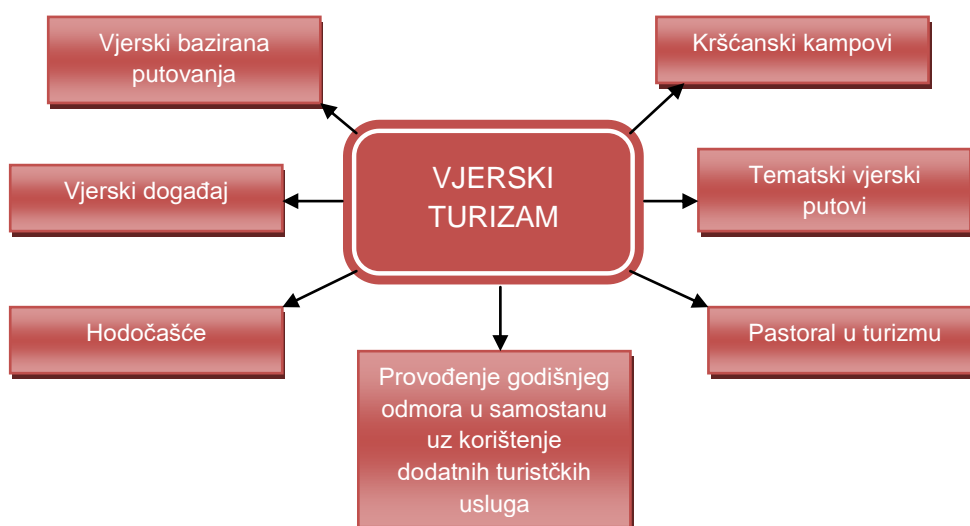 Vjerski bazirana
putovanja
Kršćanski kampovi
VJERSKI
TURIZAM
Vjerski događaj
Tematski vjerski
putovi
Hodočašće
Pastoral u turizmu
Provođenje godišnjeg
odmora u samostanu
uz korištenje
dodatnih turistčkih
usluga